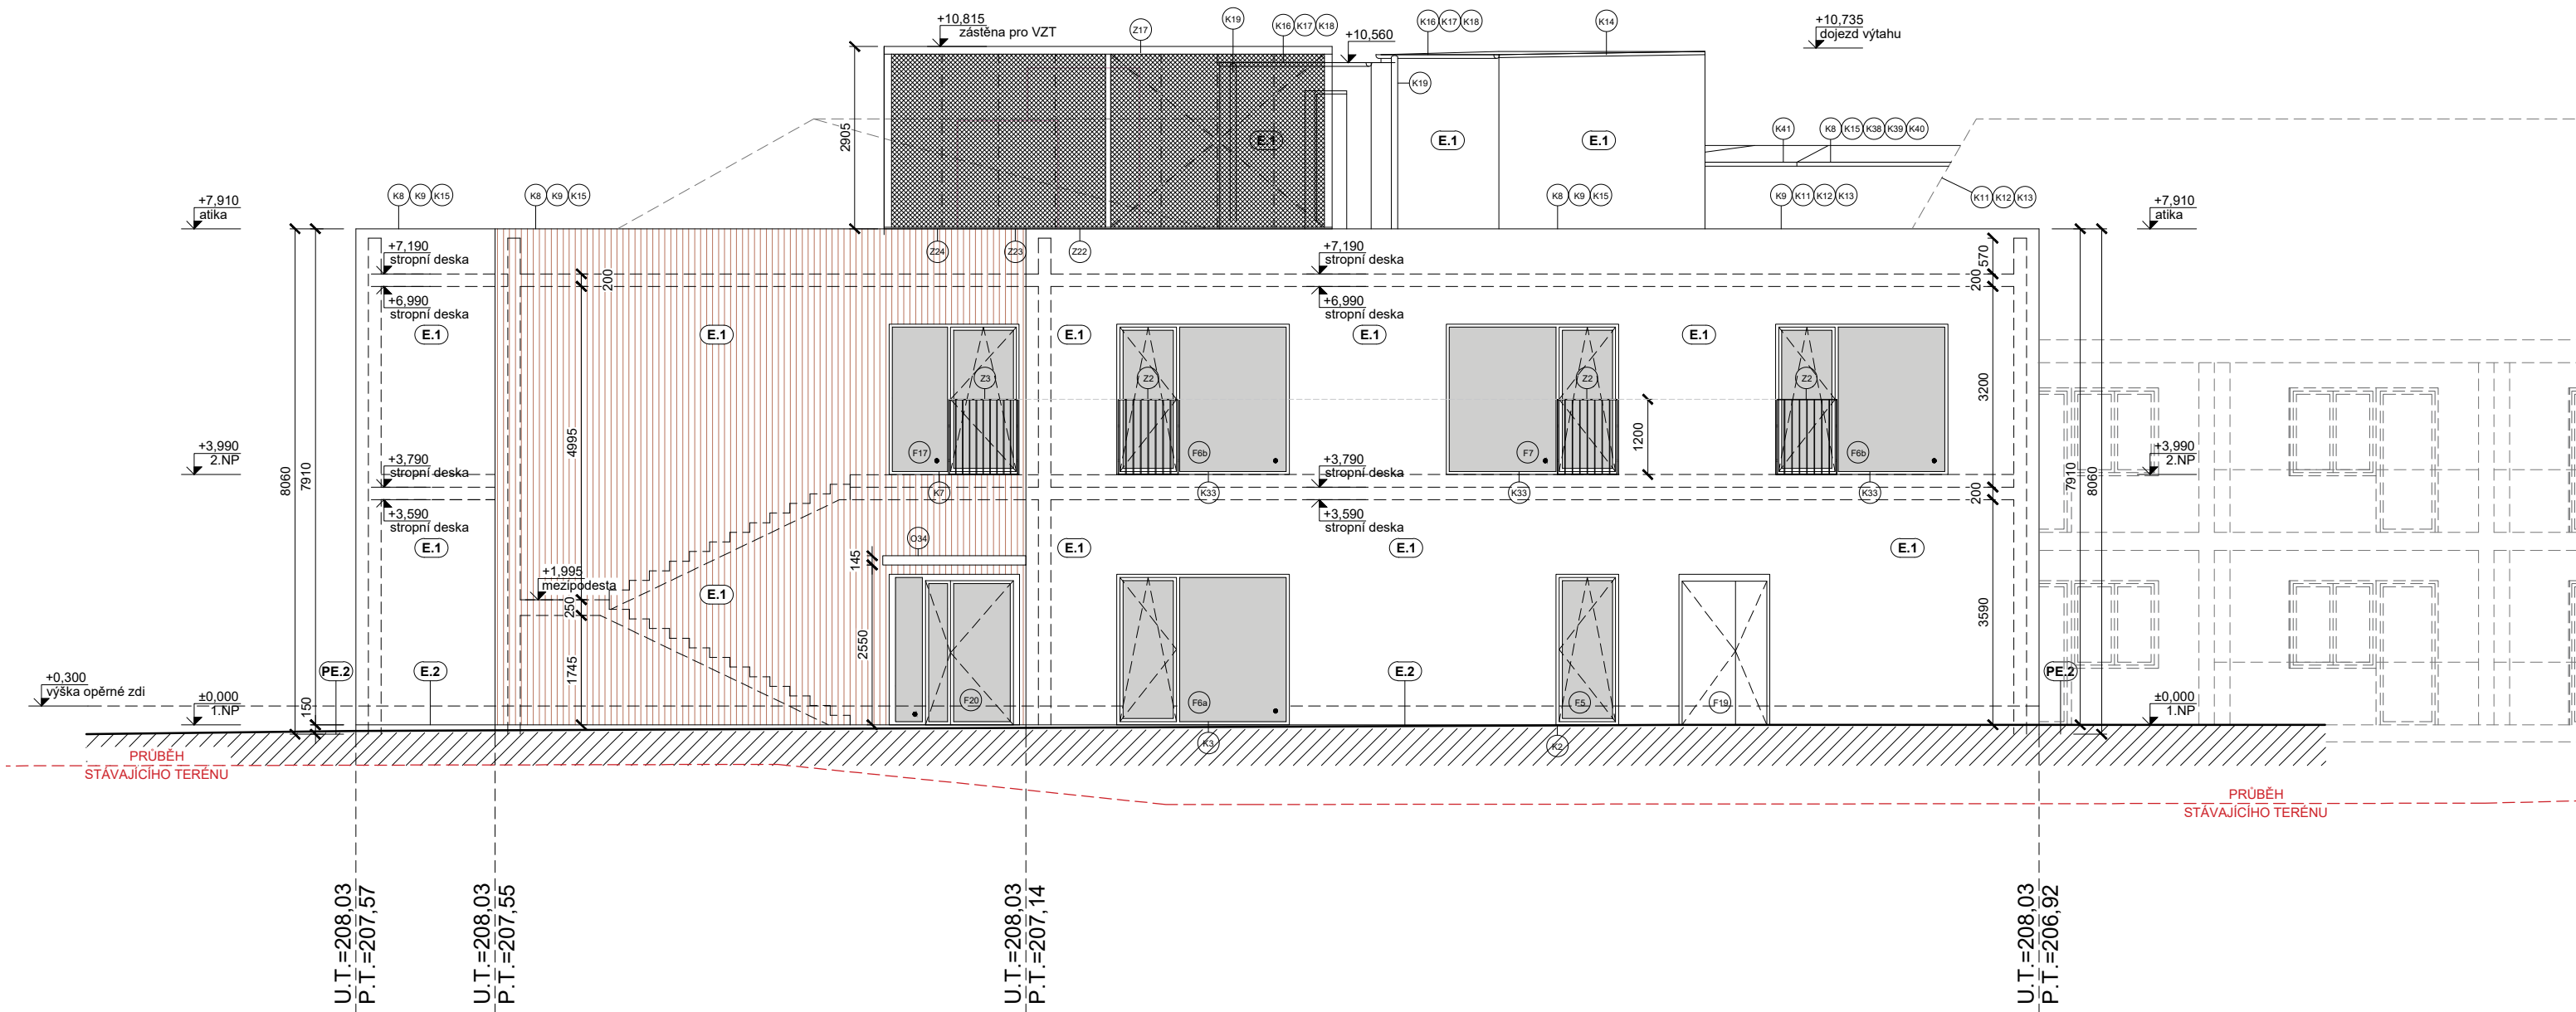 +10,815
zástěna pro VZT
Z17
K19
K16 K17 K18
+10,560
K16 K17 K18
K14
+10,735
dojezd výtahu
K19
2905
E.1
E.1
E.1
K41
K8 K15 K38 K39 K40
+7,910
atika
K8 K9 K15
K8 K9 K15
K8 K9 K15
K9 K11 K12 K13
K11 K12 K13
+7,910
atika
Z24
Z23
Z22
+7,190
stropní deska
200
+7,190
stropní deska
570
200
+6,990
stropní deska
+6,990
stropní deska
E.1
E.1
E.1
E.1
E.1
Z3
Z2
Z2
Z2
3200
1200
4995
F17
F6b
F7
F6b
+3,990
2.NP
+3,790
stropní deska
+3,790
stropní deska
+3,990
2.NP
8060
7910
7910
8060
K7
K33
K33
K33
200
+3,590
stropní deska
+3,590
stropní deska
O34
E.1
E.1
E.1
E.1
145
+1,995
mezipodesta
250
E.1
2550
3590
1745
PE.2
E.2
E.2
PE.2
+0,300
výška opěrné zdi
±0,000
1.NP
150
F20
F6a
F5
F19
±0,000
1.NP
K3
K2
PRŮBĚH
STÁVAJÍCÍHO TERÉNU
PRŮBĚH
STÁVAJÍCÍHO TERÉNU
U.T.=208,03
P.T.=207,57
U.T.=208,03
P.T.=207,55
U.T.=208,03
P.T.=207,14
U.T.=208,03
P.T.=206,92